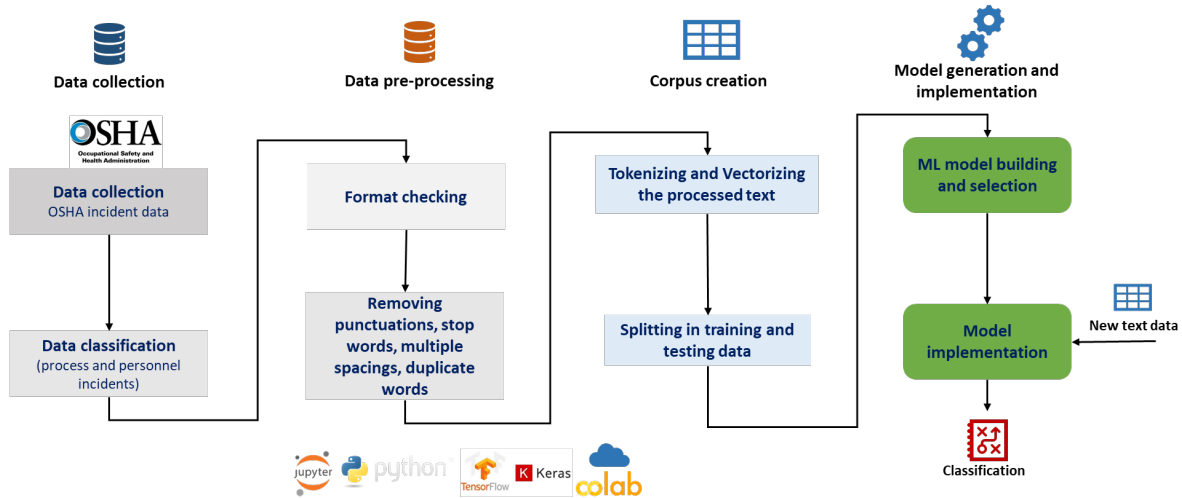 Data collection
OSHA
Occupational Safety and
Health Administration
Data collection
OSHA incident data
Data classification
(process and personnel
incidents)
Data pre-processing
Format checking
Removing
punctuations, stop
words, multiple
spacings, duplicate
words
Corpus creation
Tokenizing and Vectorizing
the processed text
Splitting in training and
testing data
Model generation and
implementation
ML model building
and selection
Model
implementation
New text data
Classification
jupyter
python
TensorFlow
K Keras
colab